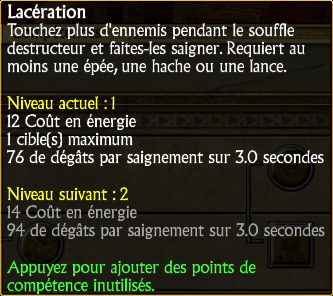 Lacération
Touchez plus d'ennemis pendant le souffle
destructeur et faites-les saigner. Requiert au
moins une épée, une hache ou une lance.
Niveau actuel : 1
12 Coût en énergie
1 cible(s) maximum
76 de dégâts par saignement sur 3.0 secondes
Niveau suivant : 2
14 Coût en énergie
94 de dégâts par saignement sur 3.0 secondes
Appuyez pour ajouter des points de
compétence inutilisés.